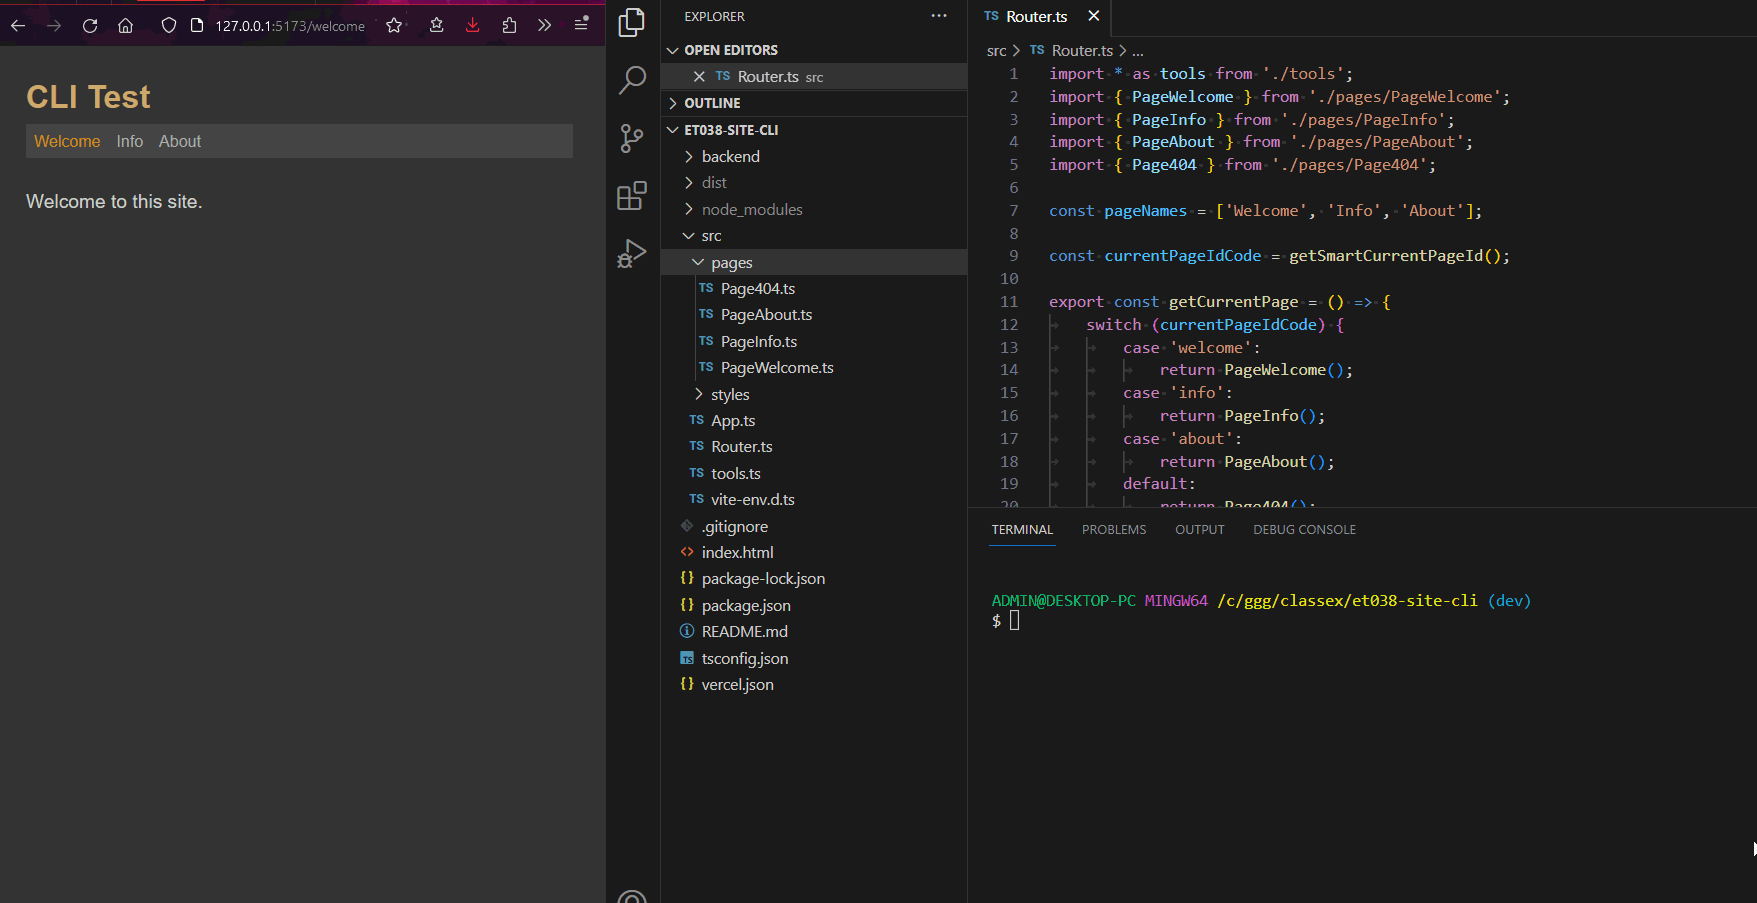 127.0.0.1:5173/welcome
CLI Test
Welcome Info About
Welcome to this site.
EXPLORER
OPEN EDITORS
TS Router.ts src
OUTLINE
ET038-SITE-CLI
backend
dist
node_modules
src
pages
TS Page404.ts
TS PageAbout.ts
TS PageInfo.ts
TS PageWelcome.ts
styles
TS App.ts
TS Router.ts
TS tools.ts
TS vite-env.d.ts
.gitignore
<> index.html
{} package-lock.json
{} package.json
README.md
TS tsconfig.json
{} vercel.json
TS Router.ts
src > TS Router.ts > ...
1 import * as tools from './tools';
2 import { PageWelcome } from './pages/PageWelcome';
3 import { PageInfo } from './pages/PageInfo';
4 import { PageAbout } from './pages/PageAbout';
5 import { Page404 } from './pages/Page404';
6
7 const pageNames = ['Welcome', 'Info', 'About'];
8
9 const currentPageIdCode = getSmartCurrentPageId();
10
11 export const getCurrentPage = () => {
12 switch (currentPageIdCode) {
13 case 'welcome':
14 return PageWelcome();
15 case 'info':
16 return PageInfo();
17 case 'about':
18 return PageAbout();
19 default:
20 return Page404();
TERMINAL PROBLEMS OUTPUT DEBUG CONSOLE
ADMIN@DESKTOP-PC MINGW64 /c/ggg/classex/et038-site-cli (dev)
$